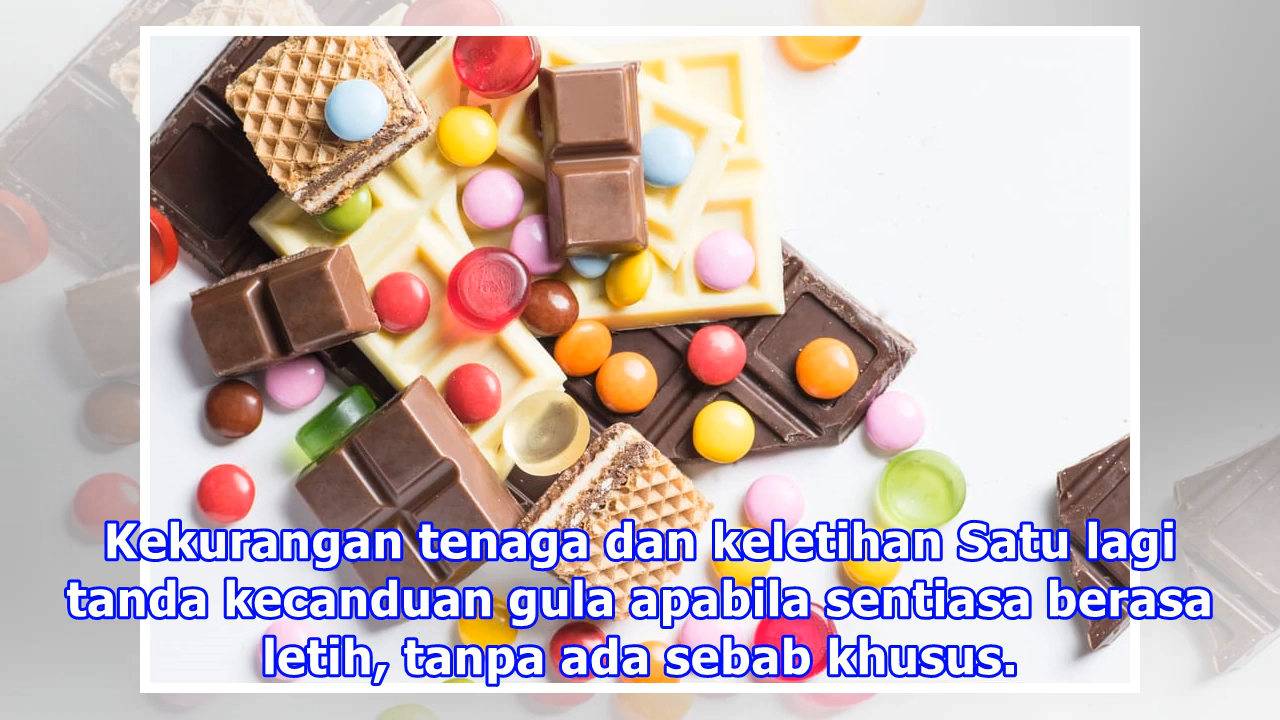 Kekurangan tenaga dan keletihan Satu lagi
tanda kecanduan gula apabila sentiasa berasa
letih, tanpa ada sebab khusus.